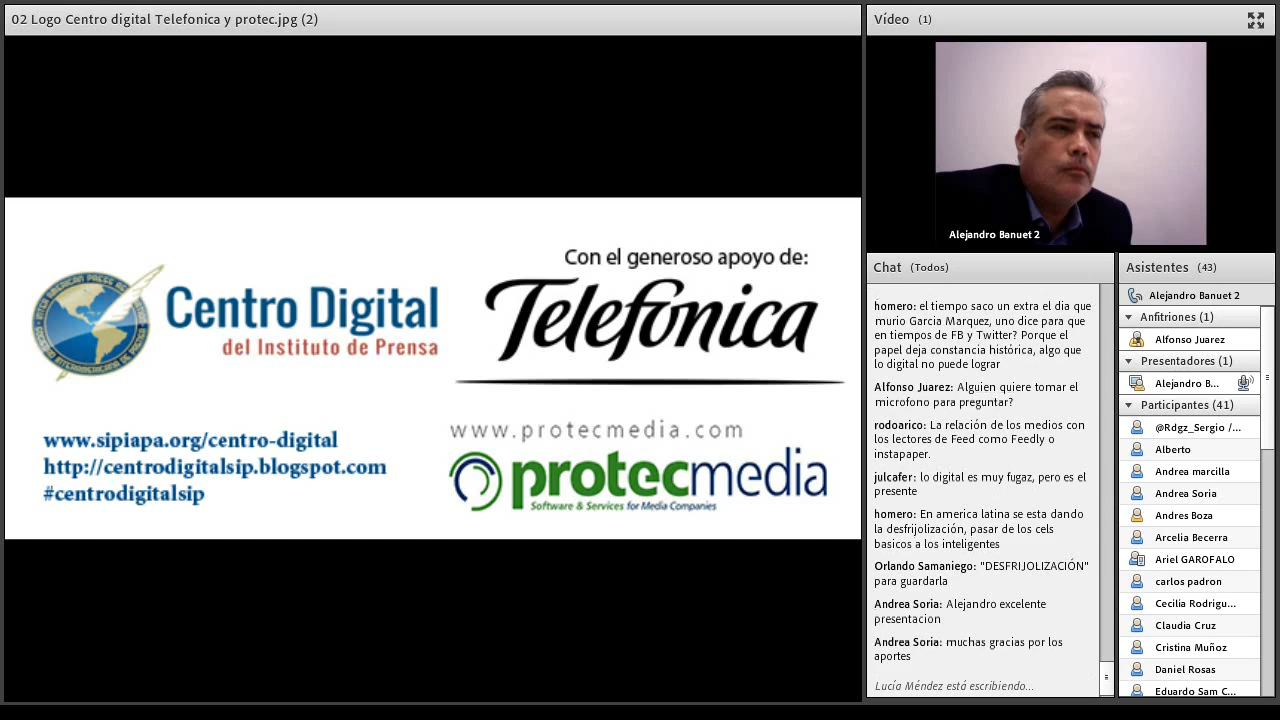 02 Logo Centro digital Telefonica y protec.jpg (2)
Centro Digital
del Instituto de Prensa
www.sipiapa.org/centro-digital
http://centrodigitalsip.blogspot.com
#centrodigitalsip
Con el generoso apoyo de:
Telefonica
www.protecmedia.com
protecmedia
Software & Services for Media Companies
Vídeo (1)
Alejandro Banuet 2
Chat (Todos)
homero: el tiempo saco un extra el dia que
murio Garcia Marquez, uno dice para que
en tiempos de FB y Twitter? Porque el
papel deja constancia histórica, algo que
lo digital no puede lograr
Alfonso Juarez: Alguien quiere tomar el
microfono para preguntar?
rodoarico: La relación de los medios con
los lectores de Feed como Feedly o
instapaper.
julcafer: lo digital es muy fugaz, pero es el
presente
homero: En america latina se esta dando
la desfrijolización, pasar de los cels
basicos a los inteligentes
Orlando Samaniego: "DESFRIJOLIZACIÓN"
para guardarla
Andrea Soria: Alejandro excelente
presentacion
Andrea Soria: muchas gracias por los
aportes
Lucía Méndez está escribiendo...
Asistentes (43)
Alejandro Banuet 2
Anfitriones (1)
Alfonso Juarez
Presentadores (1)
Alejandro B...
Participantes (41)
@Rdgz_Sergio /...
Alberto
Andrea marcilla
Andrea Soria
Andres Boza
Arcelia Becerra
Ariel GAROFALO
carlos padron
Cecilia Rodrigu...
Claudia Cruz
Cristina Muñoz
Daniel Rosas
Eduardo Sam C...